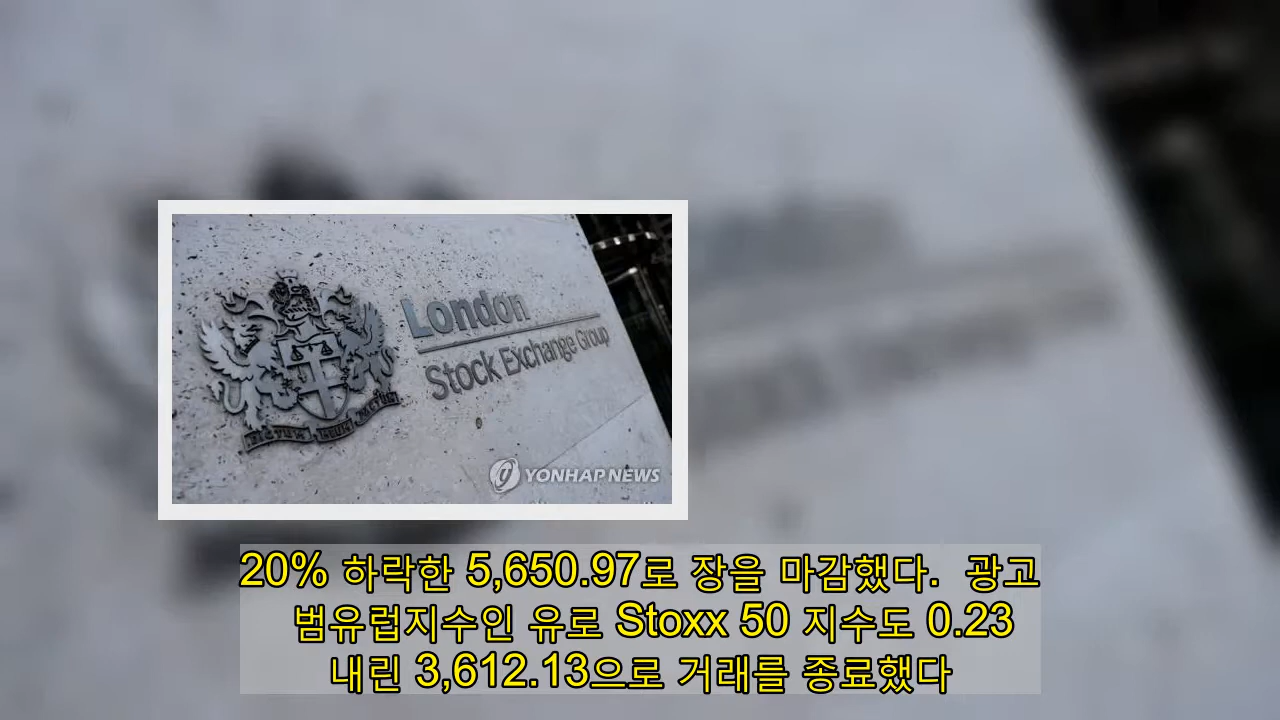 London
Stock Exchange Group
YONHAP NEWS
20% 하락한 5,650.97로 장을 마감했다. 광고
범유럽지수인 유로 Stoxx 50 지수도 0.23
내린 3,612.13으로 거래를 종료했다